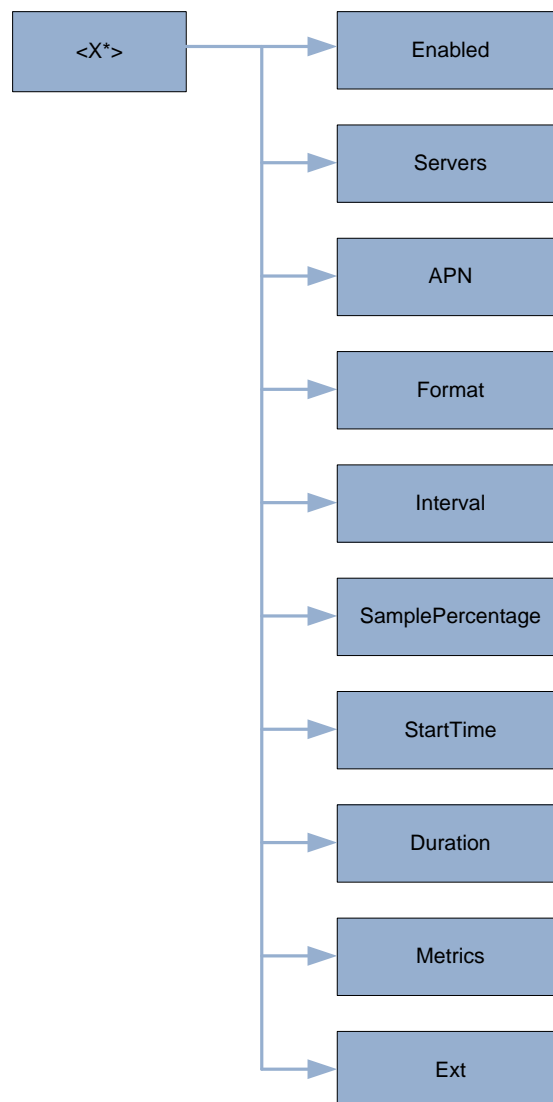 <X*>
Enabled
Servers
APN
Format
Interval
SamplePercentage
StartTime
Duration
Metrics
Ext